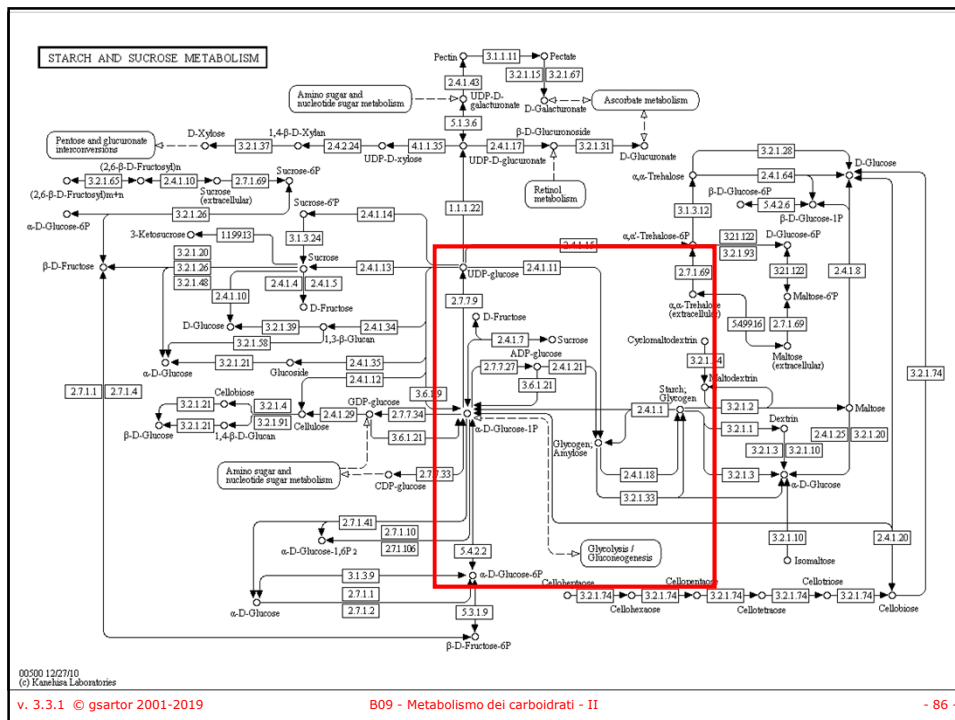 STARCH AND SUCROSE METABOLISM
Pectin
3.1.1.11
Pectate
3.2.1.15
3.2.1.67
2.4.1.43
Amino sugar and
nucleotide sugar metabolism
UDP-D-
galacturonate
D-Galacturonate
Ascorbate metabolism
5.1.3.6
Pentose and glucuronate
interconversions
D-Xylose
3.2.1.37
1,4-β-D-Xylan
2.4.2.24
UDP-D-xylose
4.1.1.35
UDP-D-glucuronate
2.4.1.17
β-D-Glucuronoside
3.2.1.31
D-Glucuronate
Retinol
metabolism
3.2.1.28
D-Glucose
α,α-Trehalose
2.4.1.64
β-D-Glucose-6P
5.4.2.6
β-D-Glucose-1P
3.1.3.12
(2,6-β-D-Fructosyl)n
3.2.1.65
2.4.1.10
2.7.1.69
Sucrose-6P
(2,6-β-D-Fructosyl)m+n
Sucrose
(extracellular)
α-D-Glucose-6P
3.2.1.26
Sucrose-6'P
2.4.1.14
1.1.1.22
3-Ketosucrose
1.1.99.13
3.1.3.24
α,α'-Trehalose-6P
3.2.1.122
3.2.1.93
D-Glucose-6P
β-D-Fructose
3.2.1.20
3.2.1.26
3.2.1.48
Sucrose
2.4.1.13
UDP-glucose
2.4.1.11
2.4.1.15
2.7.1.69
3.2.1.122
2.4.1.8
2.4.1.10
2.4.1.4
2.4.1.5
D-Fructose
2.7.7.9
α,α-Trehalose
(extracellular)
Maltose-6'P
D-Glucose
3.2.1.39
1,3-β-Glucan
2.4.1.34
D-Fructose
5.4.99.16
2.7.1.69
3.2.1.58
2.4.1.7
Sucrose
Cyclomaltodextrin
Maltose
(extracellular)
α-D-Glucose
3.2.1.21
Glucoside
2.4.1.35
ADP-glucose
2.7.7.27
2.4.1.21
3.6.1.21
Maltodextrin
3.2.1.74
2.7.1.1
2.7.1.4
2.4.1.12
3.6.1.9
Cellobiose
3.2.1.21
3.2.1.4
GDP-glucose
2.4.1.29
2.7.7.34
Cellulose
β-D-Glucose
3.2.1.21
3.2.1.91
1,4-β-D-Glucan
3.6.1.21
α-D-Glucose-1P
Starch;
Glycogen
2.4.1.1
3.2.1.2
Maltose
3.2.1.1
Dextrin
2.4.1.25
3.2.1.20
Glycogen;
Amylose
3.2.1.3
3.2.1.10
Amino sugar and
nucleotide sugar metabolism
CDP-glucose
2.7.7.33
2.4.1.18
3.2.1.3
α-D-Glucose
3.2.1.33
2.7.1.41
2.7.1.10
2.7.1.106
α-D-Glucose-1,6P2
5.4.2.2
Glycolysis /
Gluconeogenesis
3.2.1.10
Isomaltose
2.4.1.20
3.1.3.9
α-D-Glucose-6P
α-D-Glucose
2.7.1.1
2.7.1.2
5.3.1.9
β-D-Fructose-6P
Celloheptaose
3.2.1.74
Cellohexaose
3.2.1.74
Cellopentaose
3.2.1.74
Cellotetraose
3.2.1.74
Cellotriose
3.2.1.74
Cellobiose
00500 12/27/10
(c) Kanehisa Laboratories
v. 3.3.1 © gsartor 2001-2019
B09 - Metabolismo dei carboidrati - II
- 86 -